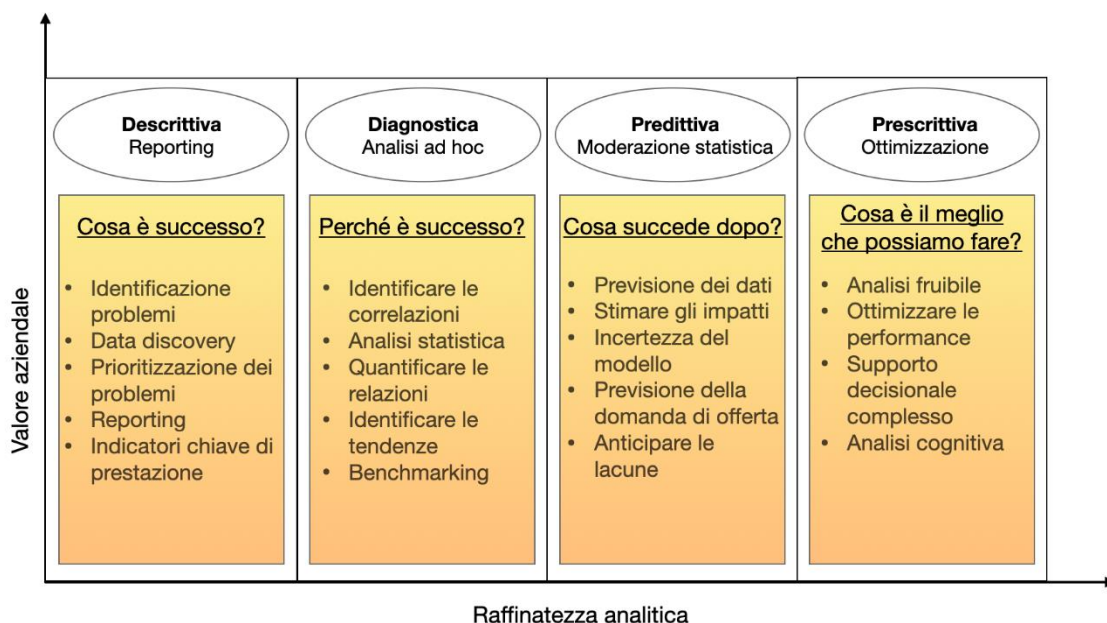 Valore aziendale
Descrittiva
Reporting
Cosa è successo?
• Identificazione
problemi
• Data discovery
• Prioritizzazione dei
problemi
• Reporting
• Indicatori chiave di
prestazione
Diagnostica
Analisi ad hoc
Perché è successo?
• Identificare le
correlazioni
• Analisi statistica
• Quantificare le
relazioni
• Identificare le
tendenze
• Benchmarking
Predittiva
Moderazione statistica
Cosa succede dopo?
• Previsione dei dati
• Stimare gli impatti
• Incertezza del
modello
• Previsione della
domanda di offerta
• Anticipare le
lacune
Prescrittiva
Ottimizzazione
Cosa è il meglio
che possiamo fare?
• Analisi fruibile
• Ottimizzare le
performance
• Supporto
decisionale
complesso
• Analisi cognitiva
Raffinatezza analitica